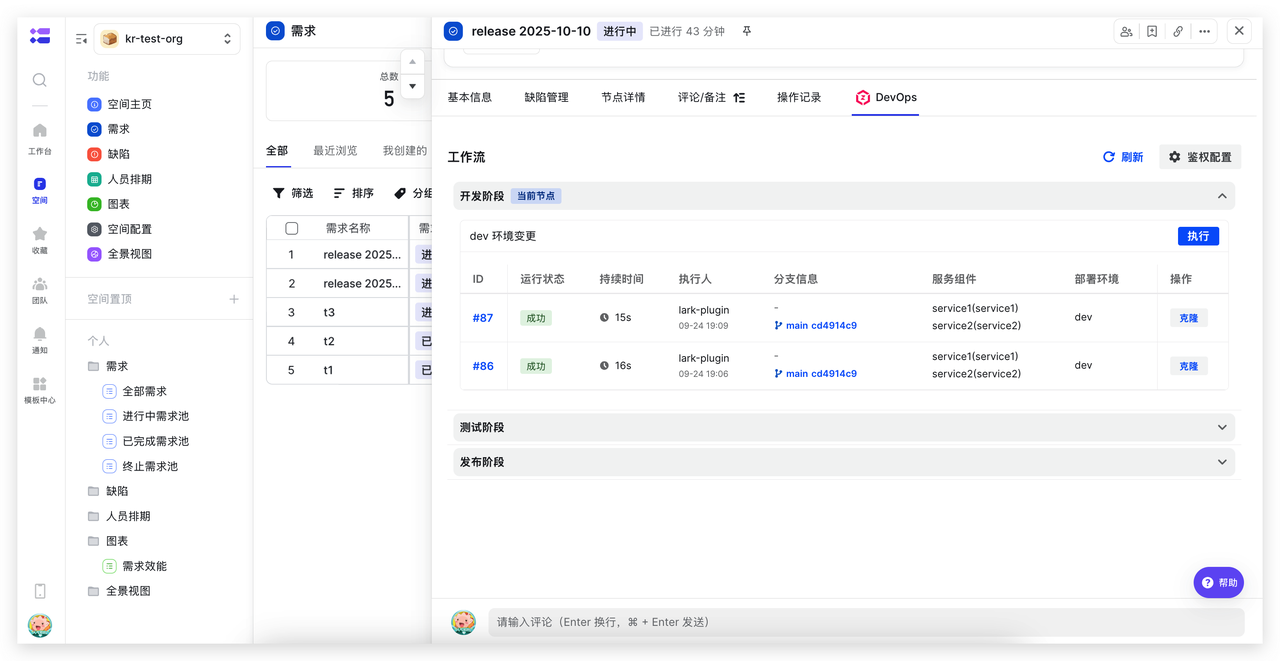 工作台
空间
收藏
团队
通知
模板中心
kr-test-org
功能
空间主页
需求
缺陷
人员排期
图表
空间配置
全景视图
空间置顶
个人
需求
全部需求
进行中需求池
已完成需求池
终止需求池
缺陷
人员排期
图表
需求效能
全景视图
需求
总数
5
全部 最近浏览 我创建的
筛选 排序 分组
需求名称 需
1 release 2025... 进
2 release 2025... 进
3 t3 进
4 t2 已
5 t1 已
release 2025-10-10 进行中 已进行 43 分钟
基本信息 缺陷管理 节点详情 评论/备注 操作记录 DevOps
工作流 刷新 鉴权配置
开发阶段 当前节点
dev 环境变更 执行
ID 运行状态 持续时间 执行人 分支信息 服务组件 部署环境 操作
#87 成功 15s lark-plugin - service1(service1) dev 克隆
09-24 19:09 main cd4914c9 service2(service2)
#86 成功 16s lark-plugin - service1(service1) dev 克隆
09-24 19:06 main cd4914c9 service2(service2)
测试阶段
发布阶段
帮助
请输入评论（Enter 换行，⌘ + Enter 发送）